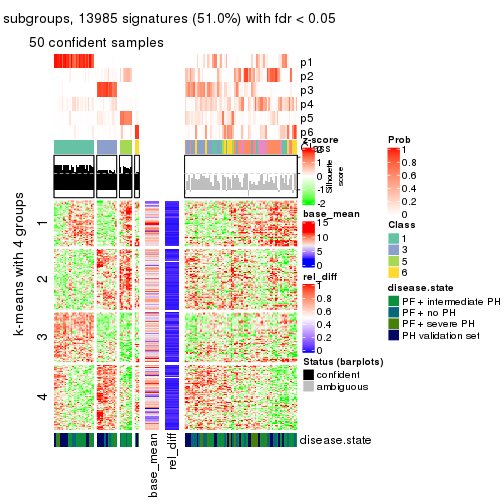 subgroups, 13985 signatures (51.0%) with fdr < 0.05
50 confident samples
p1
p2
p3
p4
p5
p6
Class
z-score
2
1
0
-1
-2
Silhouette
score
1
0.5
0
base_mean
15
10
5
0
rel_diff
1
0.8
0.6
0.4
0.2
0
Status (barplots)
confident
ambiguous
Prob
1
0.8
0.6
0.4
0.2
0
Class
1
3
5
6
disease.state
PF+ intermediate PH
PF+ no PH
PF+ severe PH
PH validation set
k-means with 4 groups
1
2
3
4
disease.state
base_mean
rel_diff